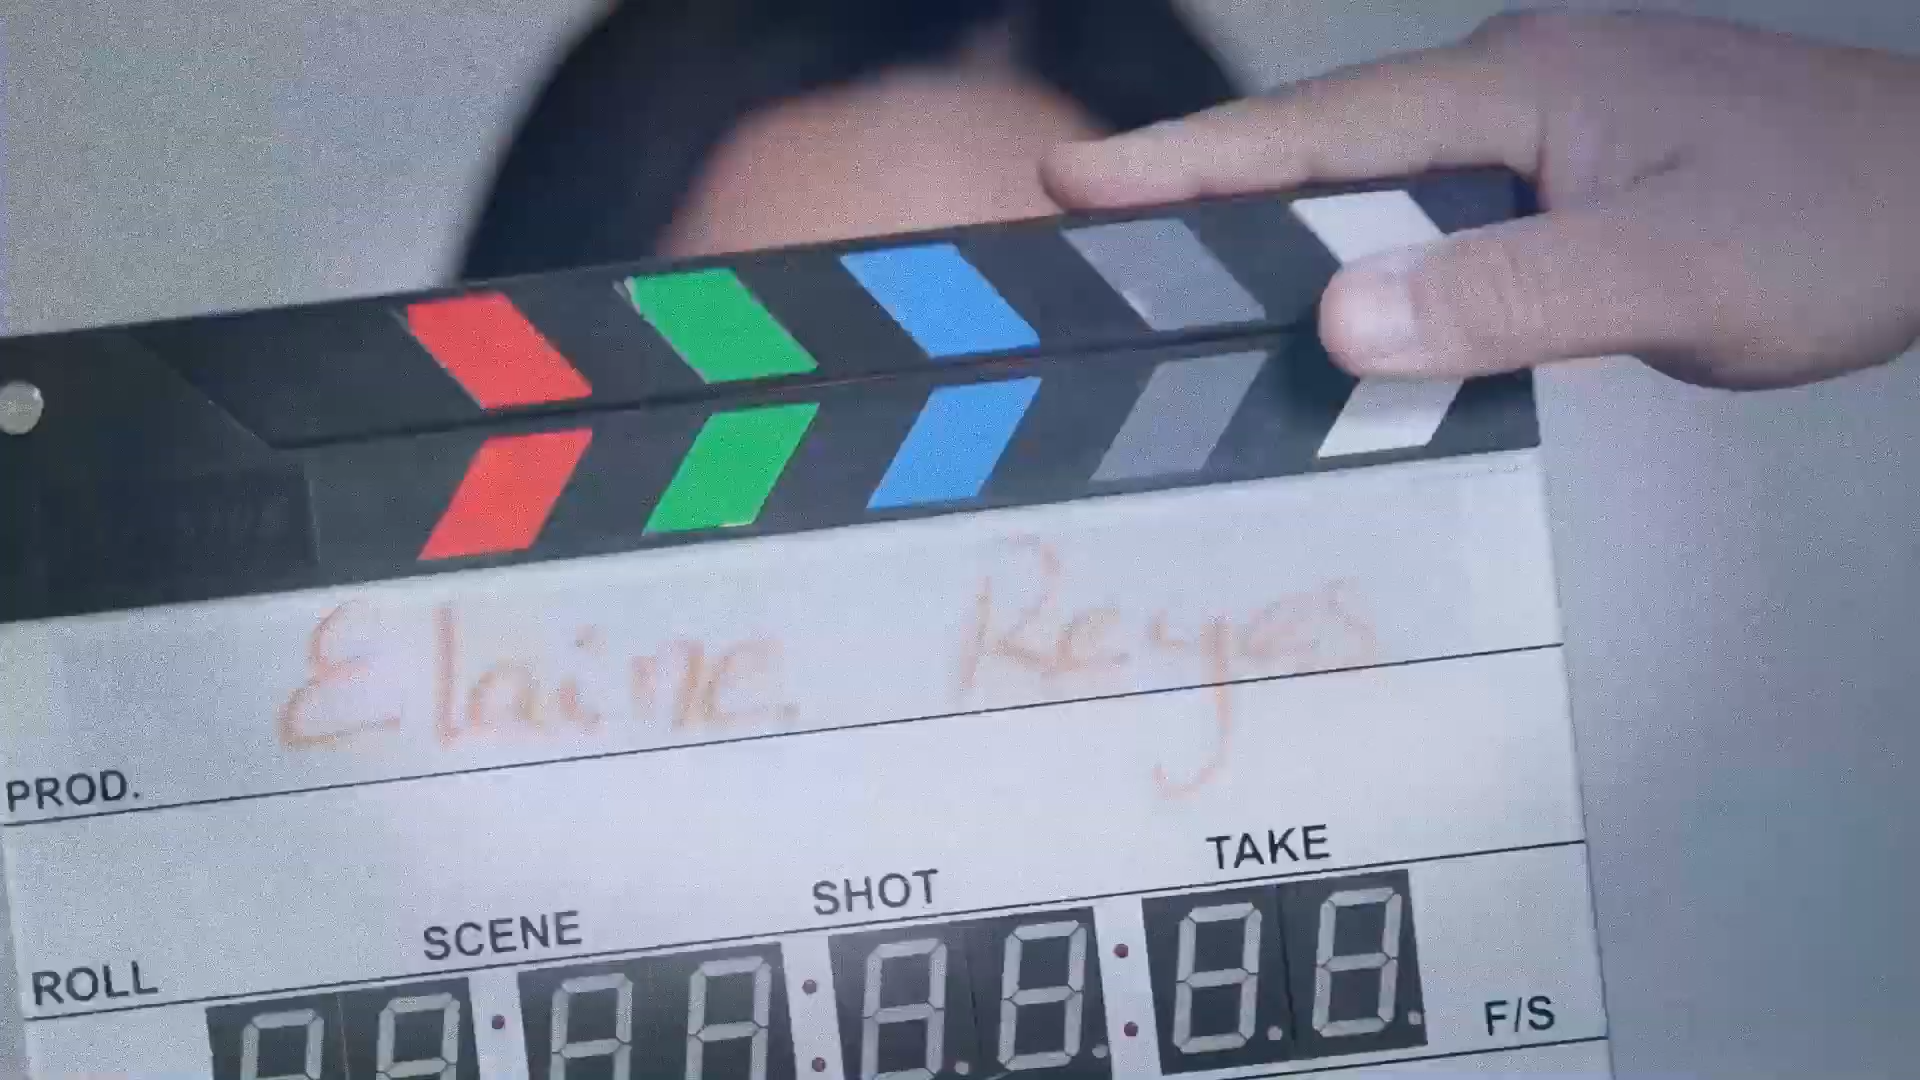 Elaine Reyes
PROD.
TAKE
SHOT
SCENE
ROLL
F/S